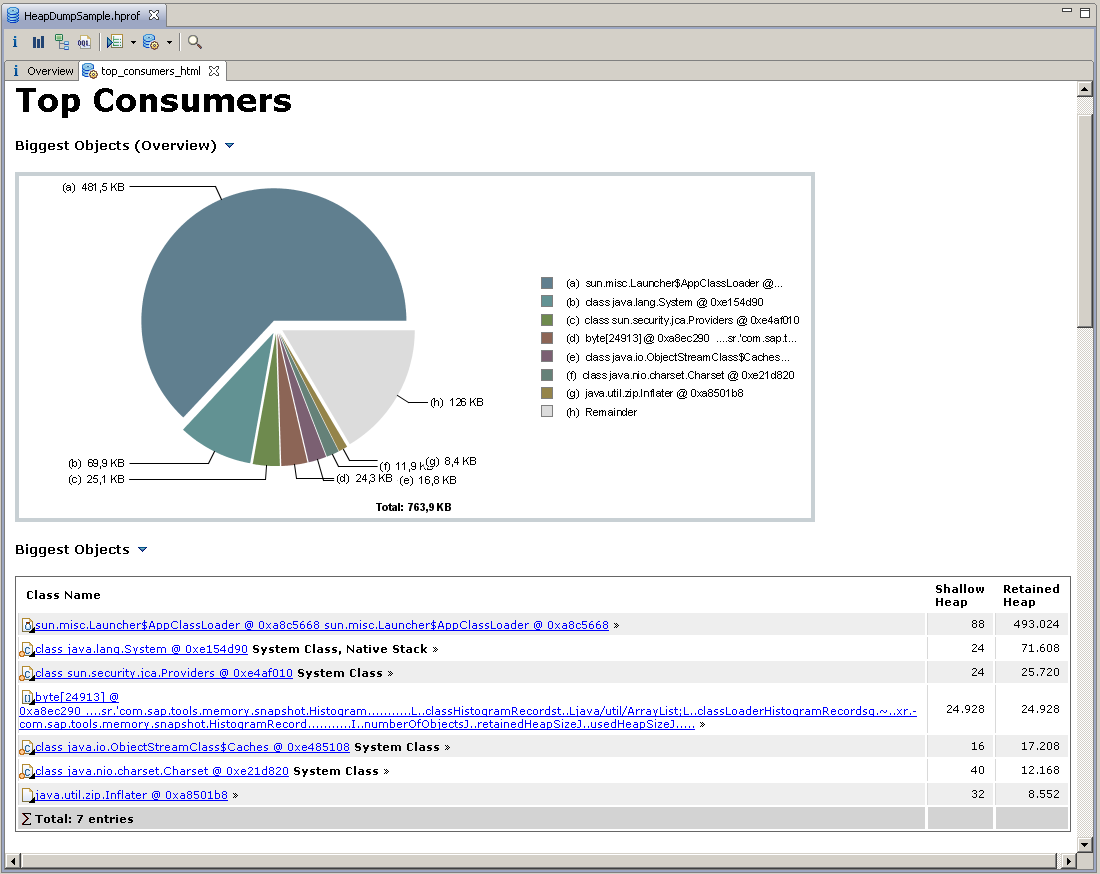 HeapDumpSample.hprof
i OQL
i Overview top_consumers_html
Top Consumers
Biggest Objects (Overview)
(a) 481,5 KB
(b) 69,9 KB
(c) 25,1 KB
(d) 24,3 KB
(e) 16,8 KB
(f) 11,9 KB
(g) 8,4 KB
(h) 126 KB
Total: 763,9 KB
(a) sun.misc.Launcher$AppClassLoader @...
(b) class java.lang.System @ 0xe154d90
(c) class sun.security.jca.Providers @ 0xe4af010
(d) byte[24913] @ 0xa8ec290 ....sr.'com.sap.t...
(e) class java.io.ObjectStreamClass$Caches...
(f) class java.nio.charset.Charset @ 0xe21d820
(g) java.util.zip.Inflater @ 0xa8501b8
(h) Remainder
Biggest Objects
Class Name Shallow Heap Retained Heap
sun.misc.Launcher$AppClassLoader @ 0xa8c5668 sun.misc.Launcher$AppClassLoader @ 0xa8c5668 » 88 493.024
class java.lang.System @ 0xe154d90 System Class, Native Stack » 24 71.608
class sun.security.jca.Providers @ 0xe4af010 System Class » 24 25.720
byte[24913] @
0xa8ec290 ....sr.'com.sap.tools.memory.snapshot.Histogram..........L..classHistogramRecordst..Ljava/util/ArrayList;L..classLoaderHistogramRecordsq.~..xr.- 24.928 24.928
com.sap.tools.memory.snapshot.HistogramRecord..........I..numberOfObjectsJ..retainedHeapSizeJ..usedHeapSizeJ..... »
class java.io.ObjectStreamClass$Caches @ 0xe485108 System Class » 16 17.208
class java.nio.charset.Charset @ 0xe21d820 System Class » 40 12.168
java.util.zip.Inflater @ 0xa8501b8 » 32 8.552
∑ Total: 7 entries